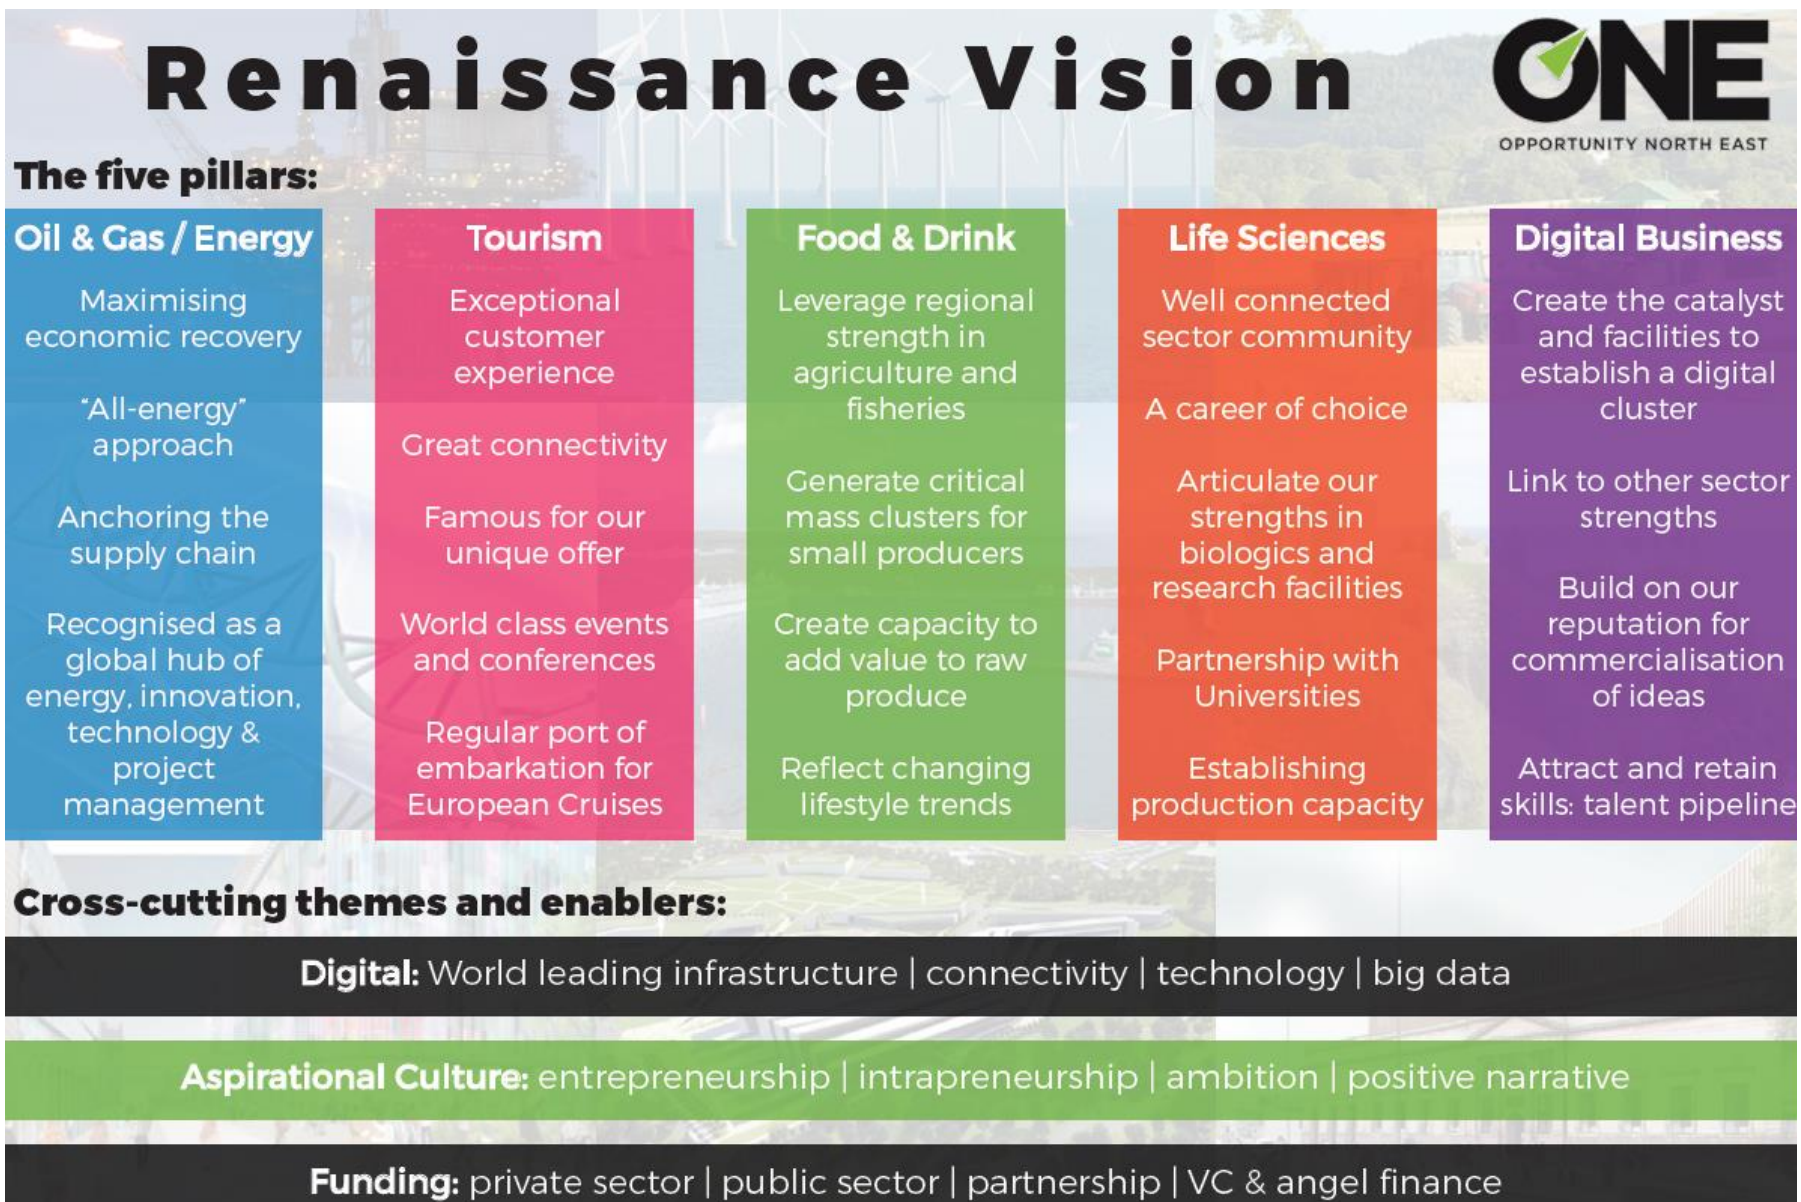 Renaissance Vision
ONE
OPPORTUNITY NORTH EAST
The five pillars:
Oil & Gas / Energy
Maximising
economic recovery
"All-energy"
approach
Anchoring the
supply chain
Recognised as a
global hub of
energy, innovation,
technology &
project
management
Tourism
Exceptional
customer
experience
Great connectivity
Famous for our
unique offer
World class events
and conferences
Regular port of
embarkation for
European Cruises
Food & Drink
Leverage regional
strength in
agriculture and
fisheries
Generate critical
mass clusters for
small producers
Create capacity to
add value to raw
produce
Reflect changing
lifestyle trends
Life Sciences
Well connected
sector community
A career of choice
Articulate our
strengths in
biologics and
research facilities
Partnership with
Universities
Establishing
production capacity
Digital Business
Create the catalyst
and facilities to
establish a digital
cluster
Link to other sector
strengths
Build on our
reputation for
commercialisation
of ideas
Attract and retain
skills: talent pipeline
Cross-cutting themes and enablers:
Digital: World leading infrastructure | connectivity | technology | big data
Aspirational Culture: entrepreneurship | intrapreneurship | ambition | positive narrative
Funding: private sector | public sector | partnership | VC & angel finance